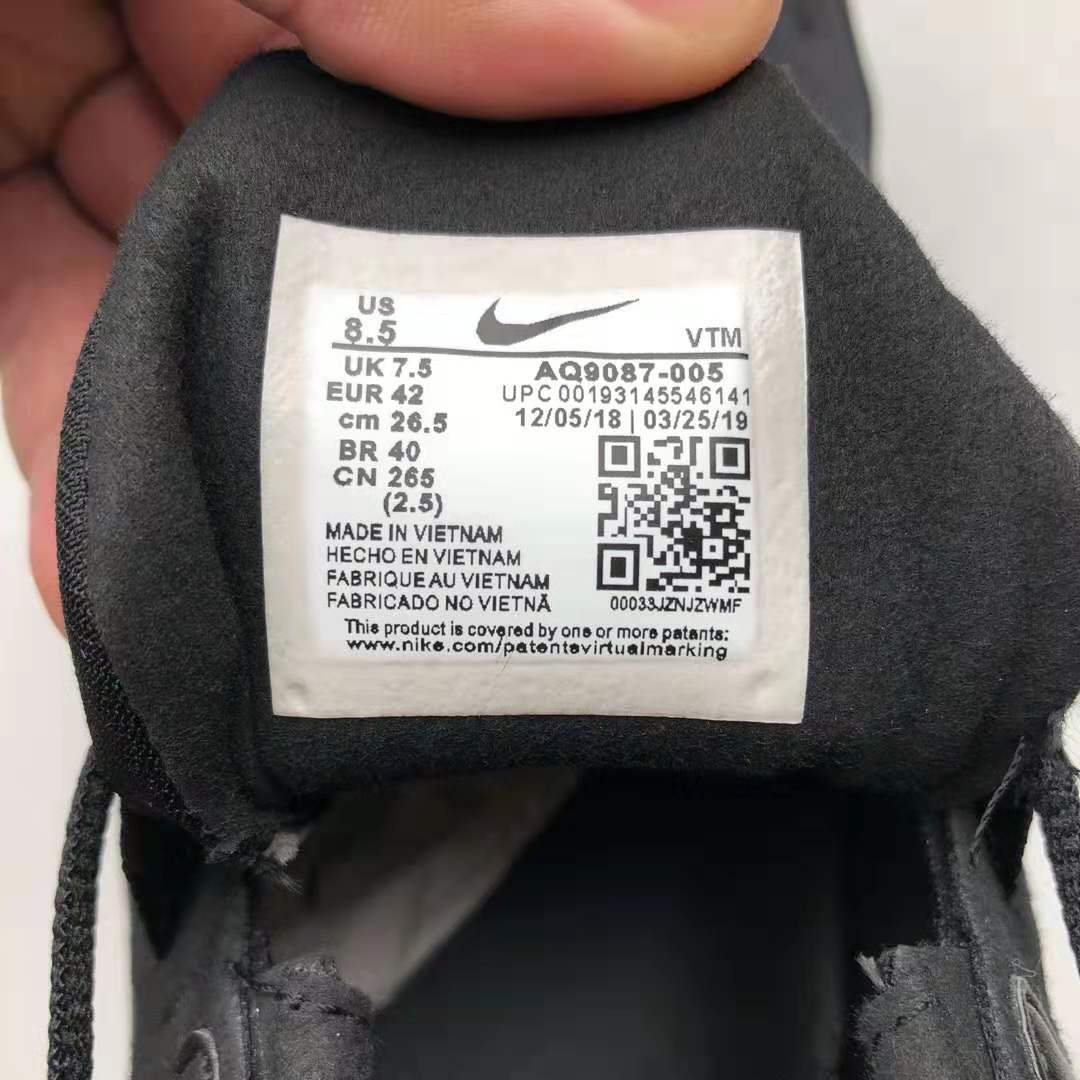 US
8.5
VTM
UK 7.5
AQ9087-005
EUR 42
UPC 00193145546141
cm 26.5
12/05/18 | 03/25/19
BR 40
CN 265
(2.5)
MADE IN VIETNAM
HECHO EN VIETNAM
FABRIQUE AU VIETNAM
FABRICADO NO VIETNÃ
00033JZNJZWMF
This product is covered by one or more patents:
www.nike.com/patentsvirtualmarking